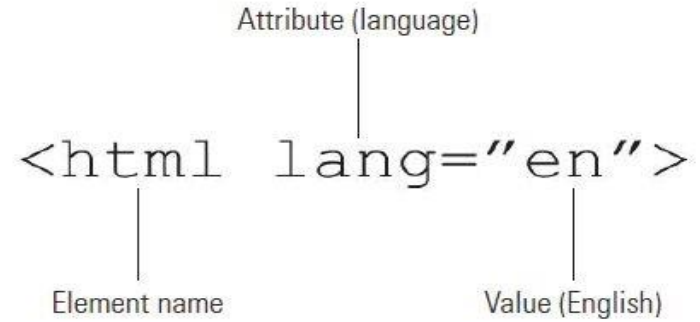 Attribute (language)
<html lang=″en″>
Element name
Value (English)